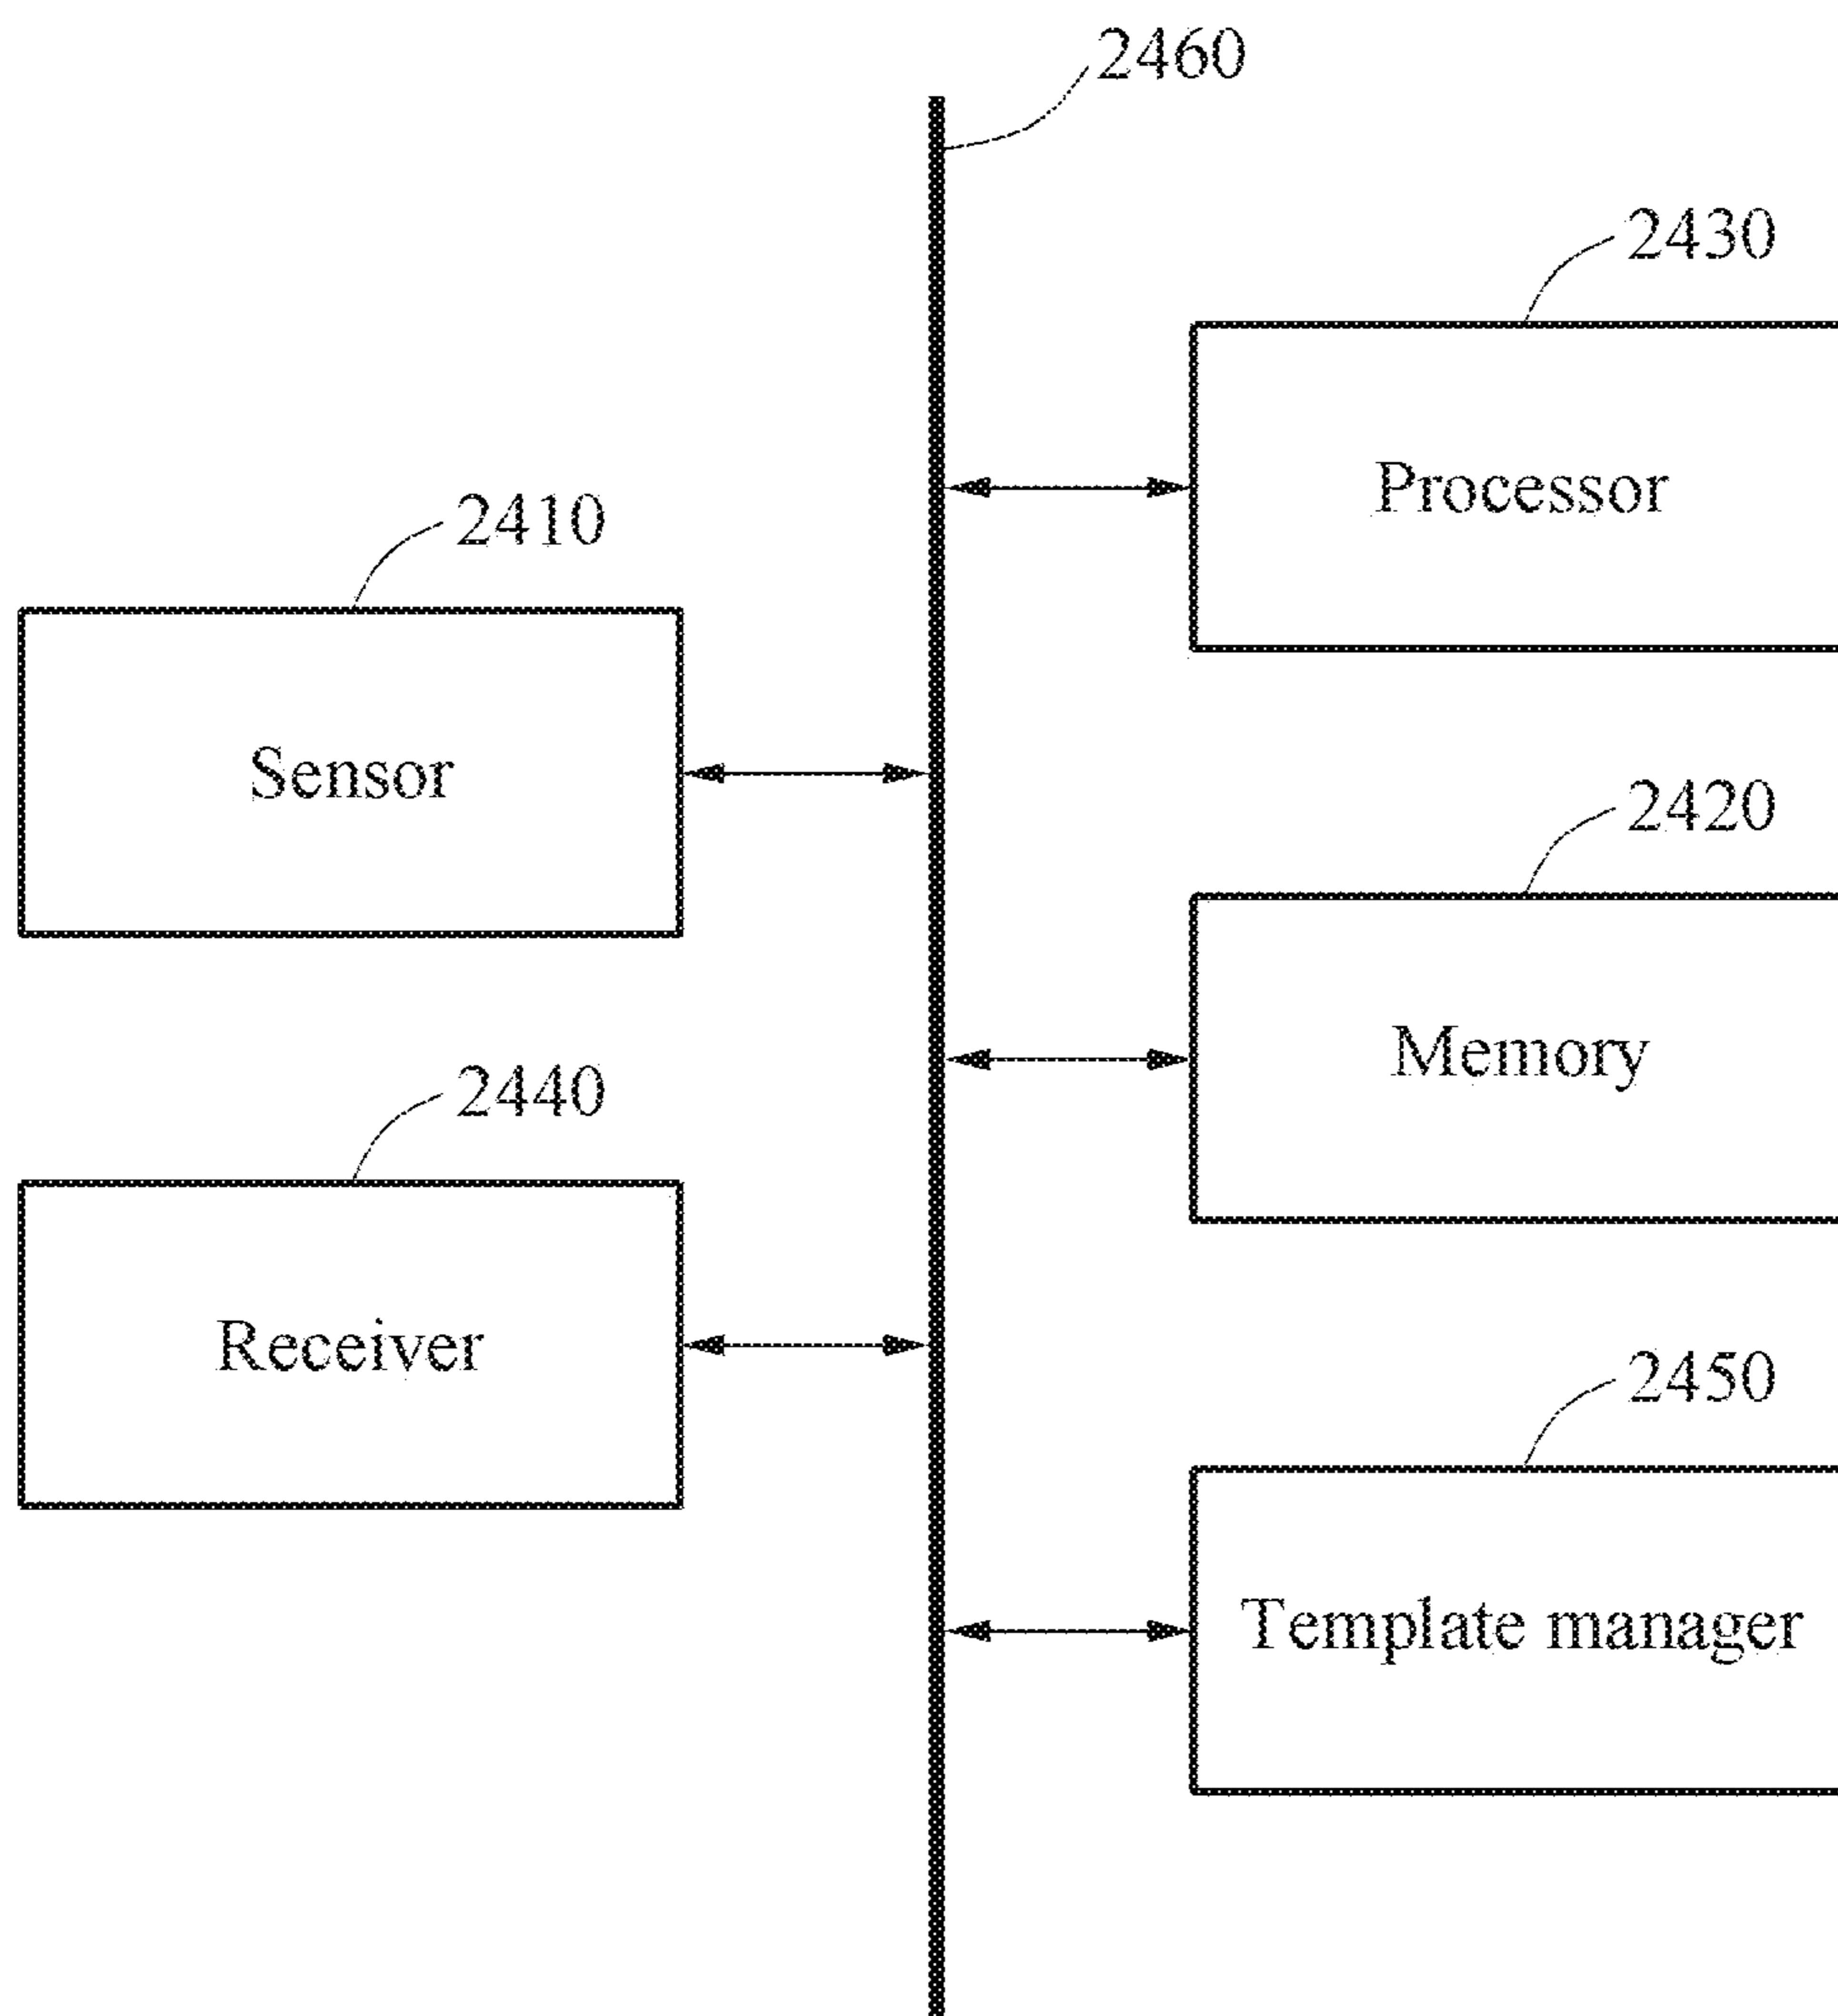 2460
2430
Processor
2410
Sensor
2420
Memory
2440
Receiver
2450
Template manager